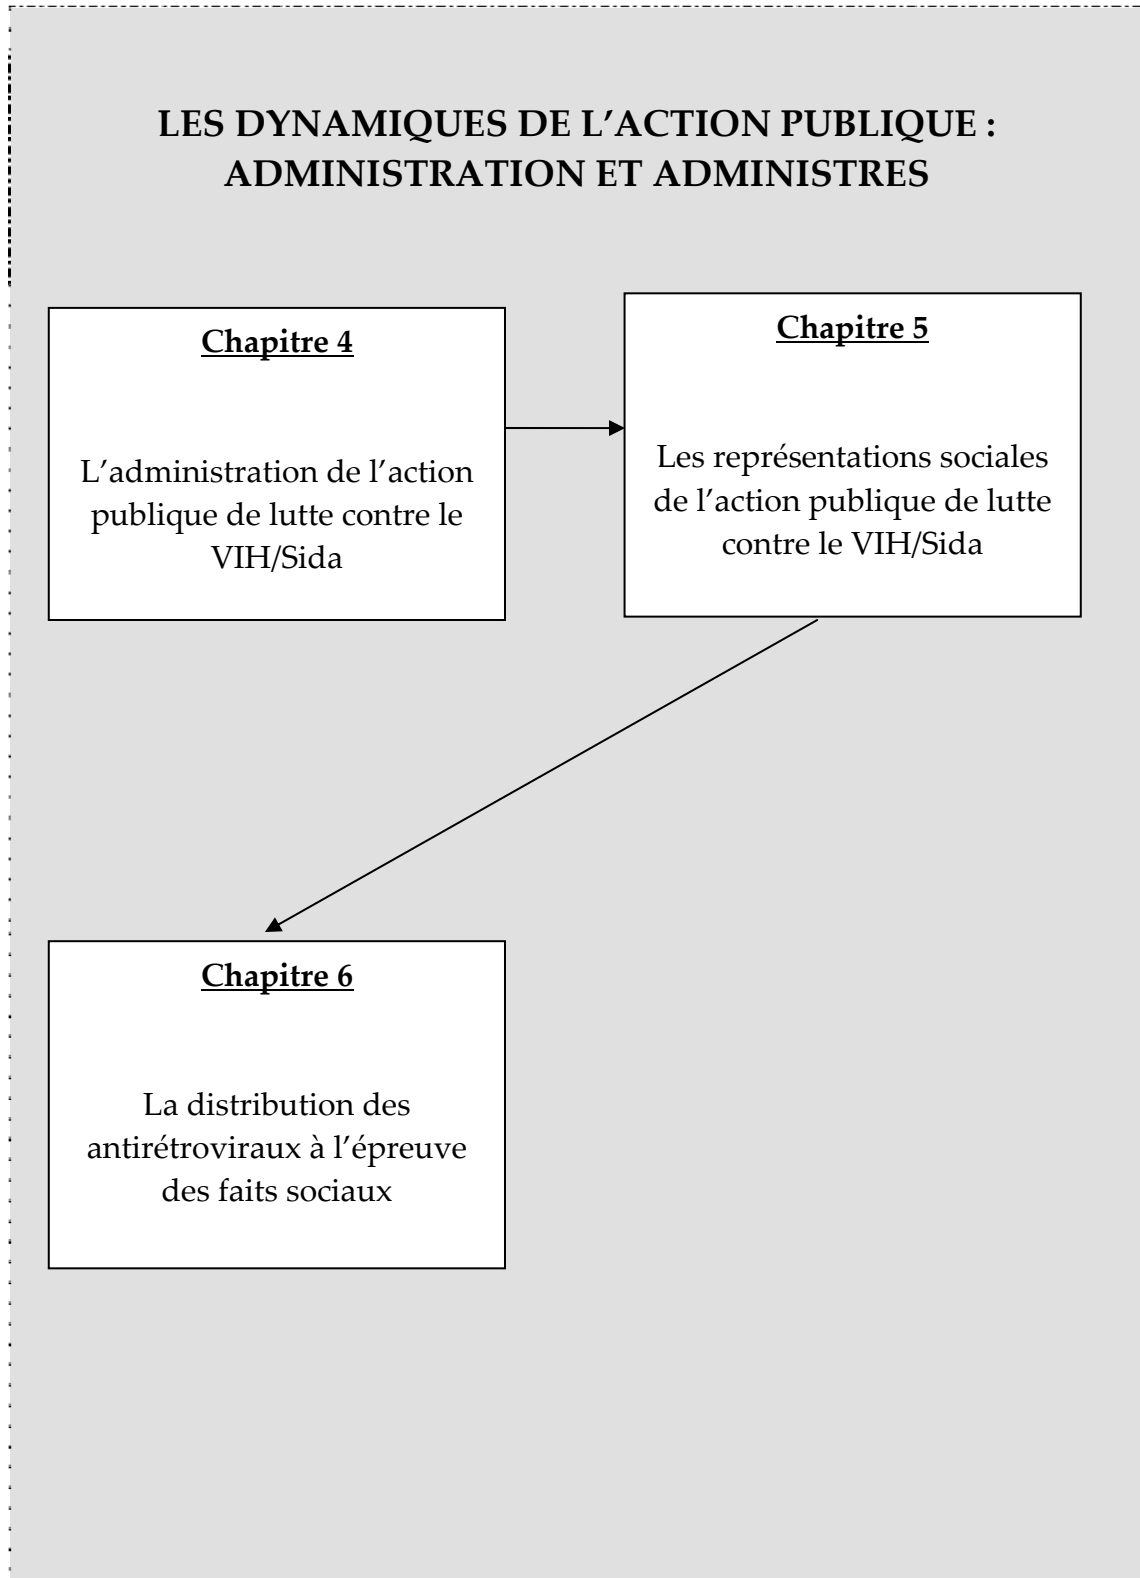 LES DYNAMIQUES DE L’ACTION PUBLIQUE :
ADMINISTRATION ET ADMINISTRES
Chapitre 4
L’administration de l’action
publique de lutte contre le
VIH/Sida
Chapitre 5
Les représentations sociales
de l’action publique de lutte
contre le VIH/Sida
Chapitre 6
La distribution des
antirétroviraux à l’épreuve
des faits sociaux